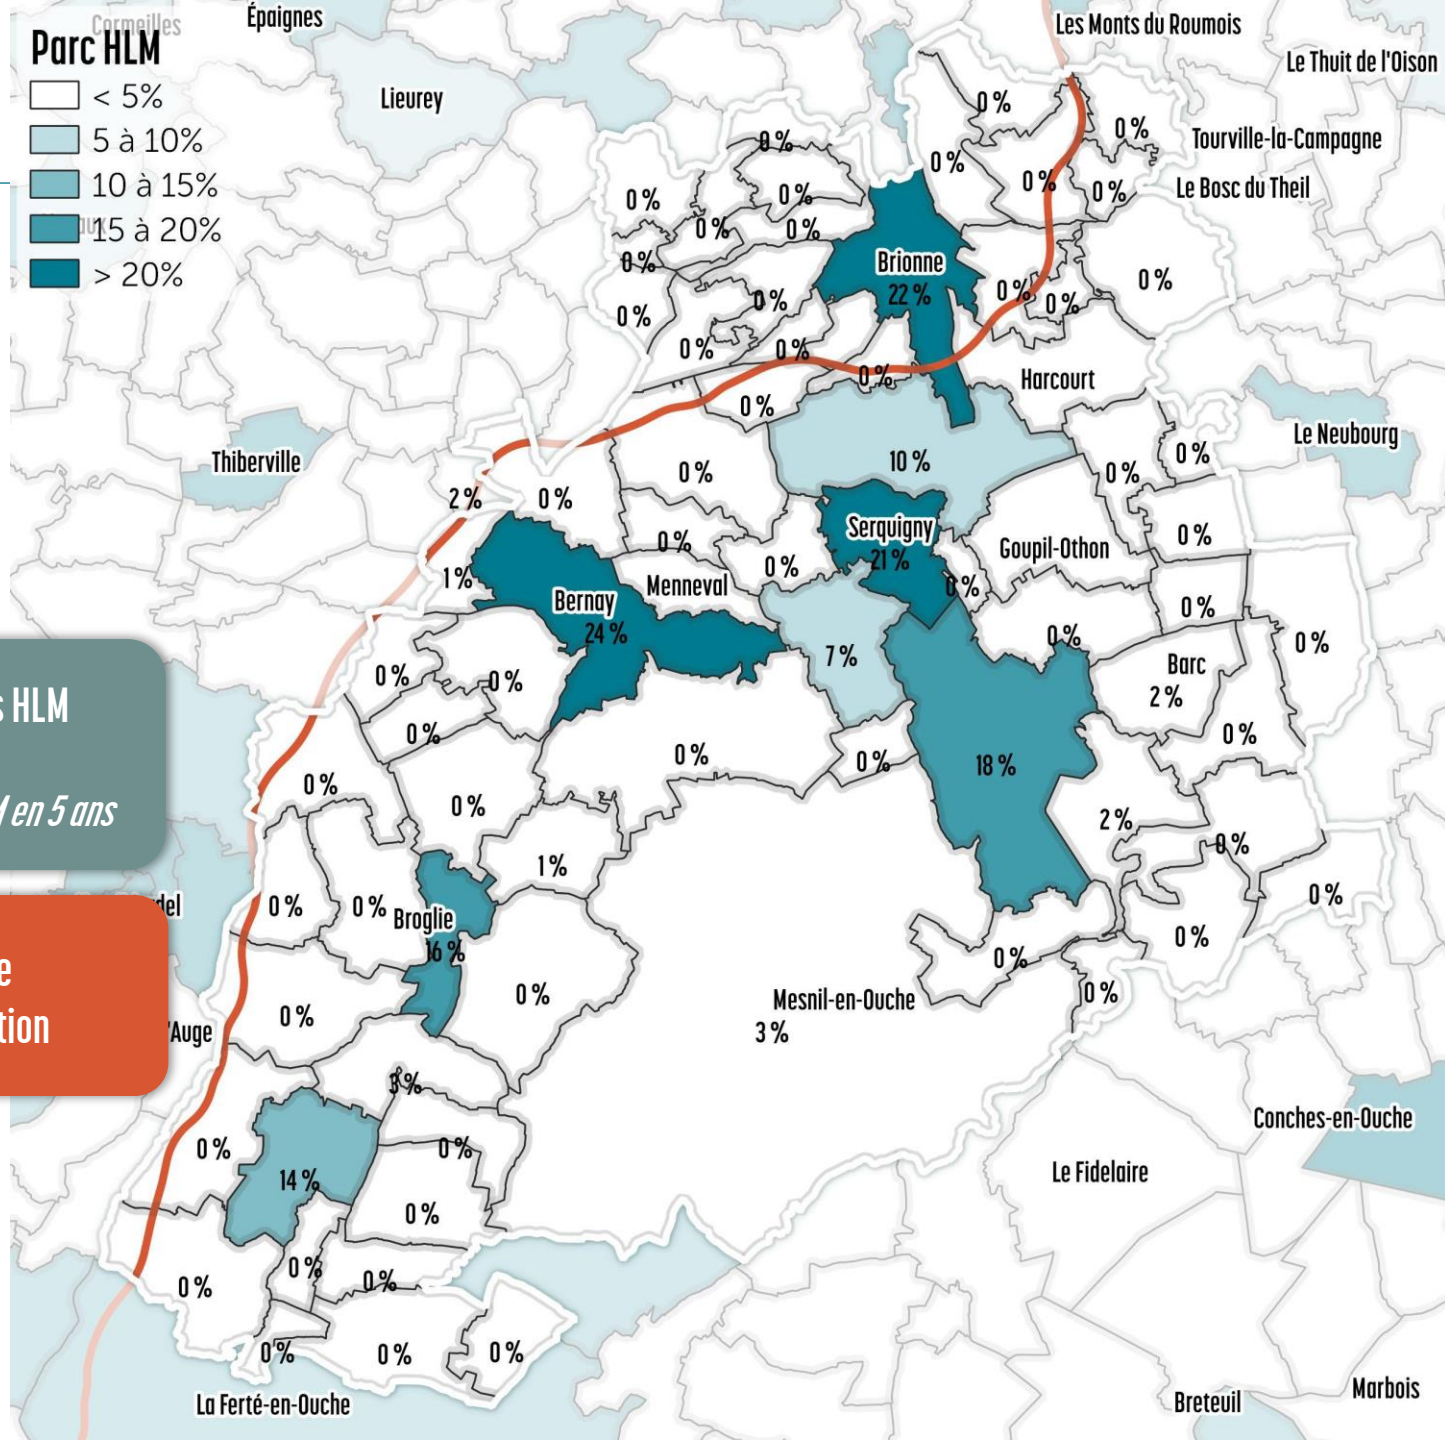 Cormeilles
Épaignes
Les Monts du Roumois
Parc HLM
Le Thuit de l'Oison
< 5%
Lieurey
0 %
5 à 10%
0 %
0 %
Tourville-la-Campagne
0 %
10 à 15%
0 %
0 %
0 %
0 %
Le Bosc du Theil
15 à 20%
0 %
0 %
0 %
Brionne
> 20%
0 %
22 %
0 %
0 %
0 %
0 %
0 %
0 %
0 %
0 %
Harcourt
0 %
Le Neubourg
Thiberville
0 %
10 %
0 %
0 %
2 %
0 %
Serquigny
0 %
0 %
Goupil-Othon
21 %
0 %
1 %
Menneval
0 %
Bernay
0 %
24 %
0 %
0 %
7 %
Barc
0 %
0 %
2 %
s HLM
0 %
0 %
0 %
0 %
18 %
0 %
0 %
2 %
en 5 ans
0 %
1 %
0 %
del
0 %
0 %
Broglie
16 %
0 %
0 %
e
0 %
Mesnil-en-Ouche
0 %
tion
0 %
3 %
'Auge
3 %
Conches-en-Ouche
0 %
0 %
14 %
Le Fidelaire
0 %
0 %
0 %
0 %
0 %
0 %
0 %
La Ferté-en-Ouche
Breteuil
Marbois